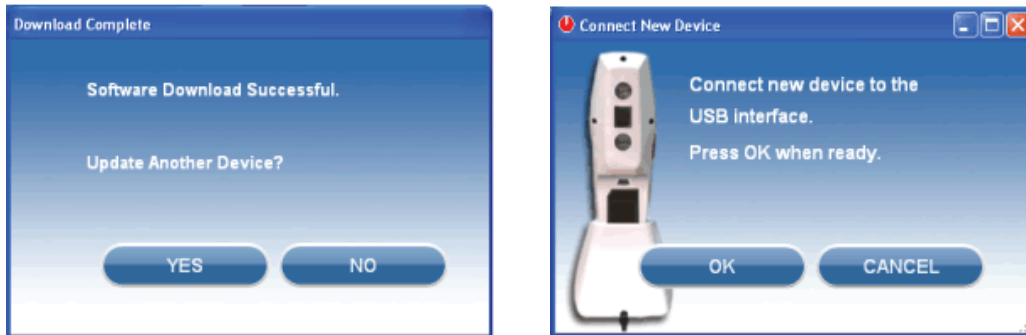 Download Complete
Software Download Successful.
Update Another Device?
YES
NO
Connect New Device
Connect new device to the
USB interface.
Press OK when ready.
OK
CANCEL